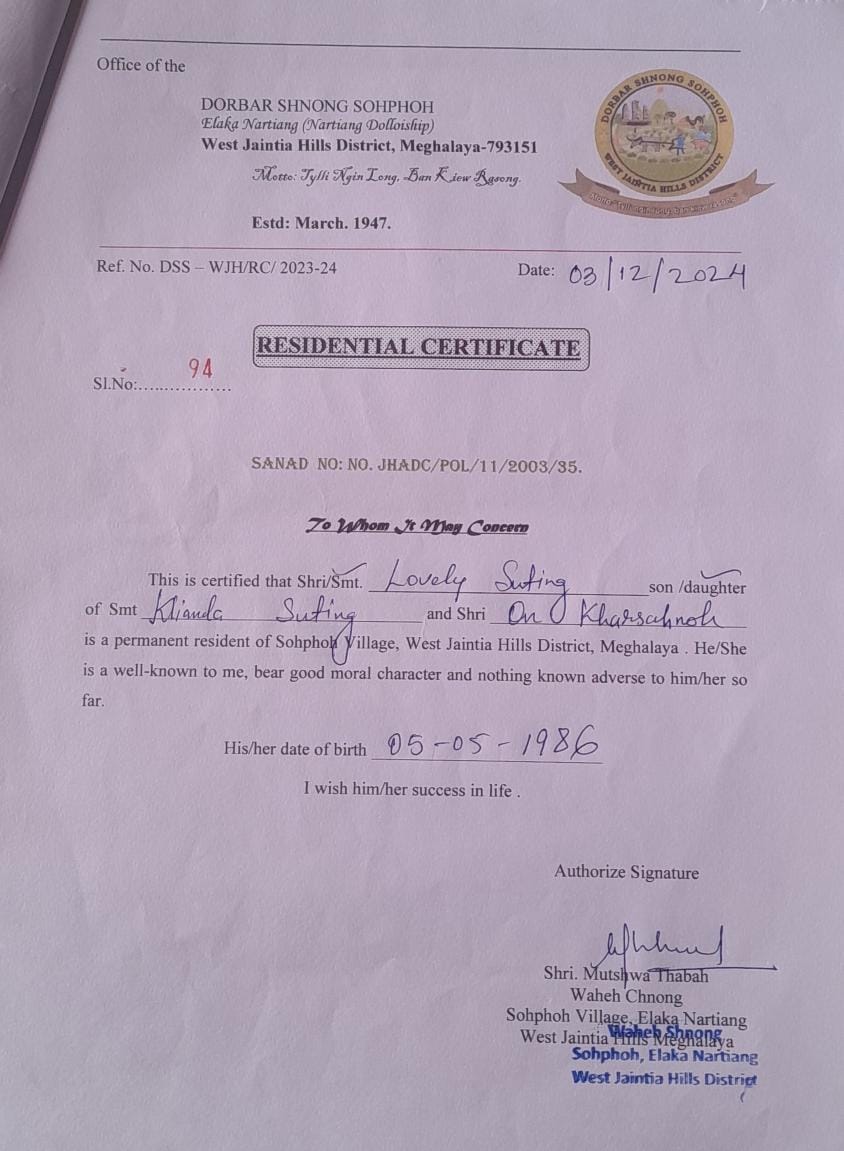 Office of the
DORBAR SHNONG SOHPHOH
DORBAR SHNONG SOHPHOH
WEST JAINTIA HILLS DISTRICT
Elaka Nartiang (Nartiang Dolloiship)
West Jaintia Hills District, Meghalaya-793151
Motto: Tylli Ngin Long, Ban Kiew Rasong.
Estd: March. 1947.
Ref. No. DSS – WJH/RC/ 2023-24
Date: 03/12/2024
RESIDENTIAL CERTIFICATE
Sl.No:................ 94
SANAD NO: NO. JHADC/POL/11/2003/35.
To Whom It May Concern
This is certified that Shri/Smt. Lovely Suting son /daughter
of Smt Klianda Suting and Shri On Kharsahnoh
is a permanent resident of Sohphoh Village, West Jaintia Hills District, Meghalaya . He/She
is a well-known to me, bear good moral character and nothing known adverse to him/her so
far.
His/her date of birth 05-05-1986
I wish him/her success in life .
Authorize Signature
Shri. Mutshwa Thabah
Waheh Chnong
Sohphoh Village, Elaka Nartiang
West Jaintia Hills Meghalaya
Waheh Shnong
Sohphoh, Elaka Nartiang
West Jaintia Hills District